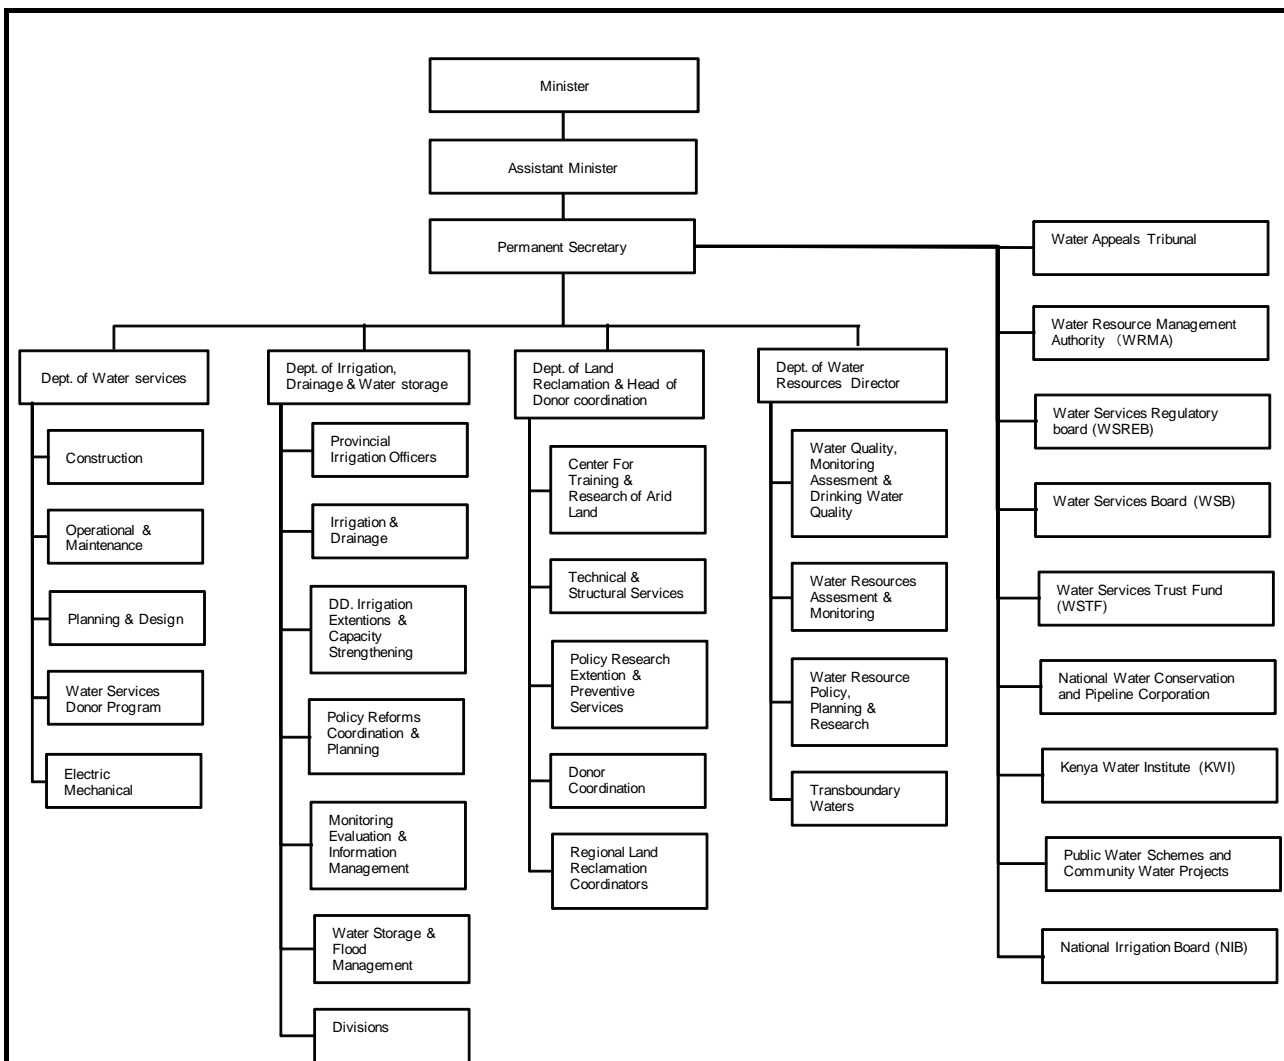 Minister
Assistant Minister
Permanent Secretary
Dept. of Water services
Construction
Operational &
Maintenance
Planning & Design
Water Services
Donor Program
Electric
Mechanical
Dept. of Irrigation,
Drainage & Water storage
Provincial
Irrigation Officers
Irrigation &
Drainage
DD. Irrigation
Extentions &
Capacity
Strengthening
Policy Reforms
Coordination &
Planning
Monitoring
Evaluation &
Information
Management
Water Storage &
Flood
Management
Divisions
Dept. of Land
Reclamation & Head of
Donor coordination
Center For
Training &
Research of Arid
Land
Technical &
Structural Services
Policy Research
Extention &
Preventive
Services
Donor
Coordination
Regional Land
Reclamation
Coordinators
Dept. of Water
Resources Director
Water Quality,
Monitoring
Assesment &
Drinking Water
Quality
Water Resources
Assesment &
Monitoring
Water Resource
Policy,
Planning &
Research
Transboundary
Waters
Water Appeals Tribunal
Water Resource Management
Authority （WRMA)
Water Services Regulatory
board (WSREB)
Water Services Board (WSB)
Water Services Trust Fund
(WSTF)
National Water Conservation
and Pipeline Corporation
Kenya Water Institute (KWI)
Public Water Schemes and
Community Water Projects
National Irrigation Board (NIB)